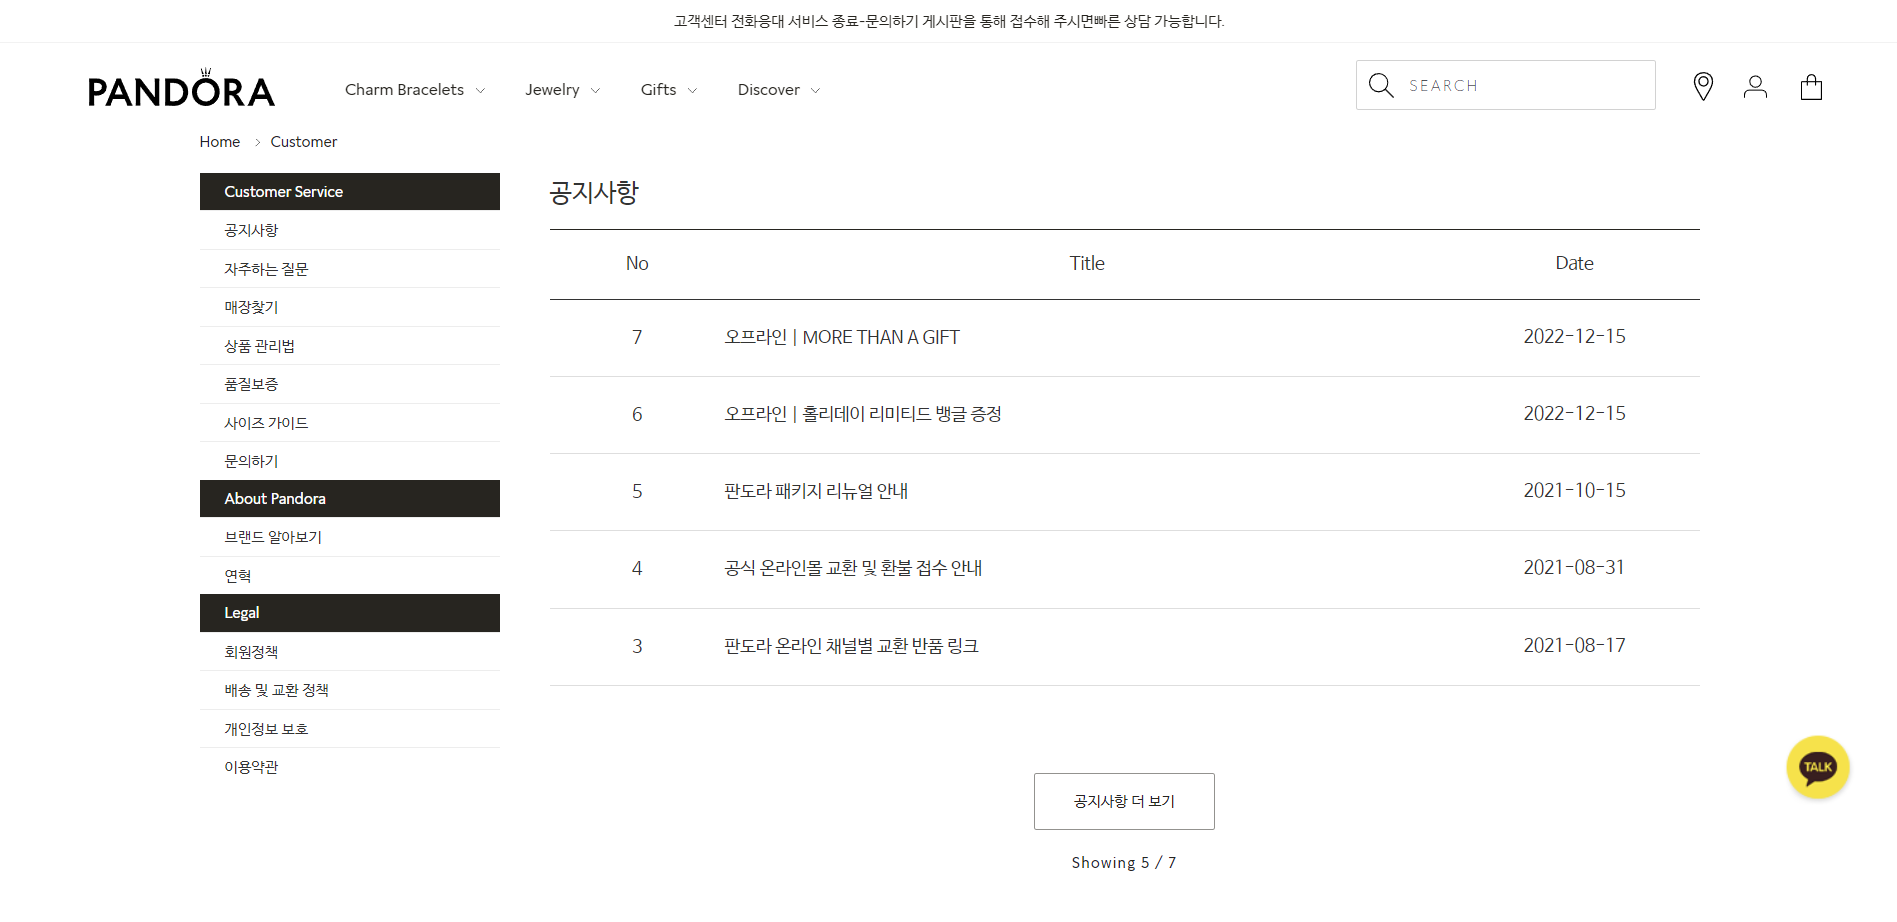 고객센터 전화응대 서비스 종료-문의하기 게시판을 통해 접수해 주시면빠른 상담 가능합니다.
PANDORA
Charm Bracelets
Jewelry
Gifts
Discover
SEARCH
Home > Customer
Customer Service
공지사항
자주하는 질문
매장찾기
상품 관리법
품질보증
사이즈 가이드
문의하기
About Pandora
브랜드 알아보기
연혁
Legal
회원정책
배송 및 교환 정책
개인정보 보호
이용약관
공지사항
No Title Date
7 오프라인 | MORE THAN A GIFT 2022-12-15
6 오프라인 | 홀리데이 리미티드 뱅글 증정 2022-12-15
5 판도라 패키지 리뉴얼 안내 2021-10-15
4 공식 온라인몰 교환 및 환불 접수 안내 2021-08-31
3 판도라 온라인 채널별 교환 반품 링크 2021-08-17
공지사항 더 보기
Showing 5 / 7
TALK